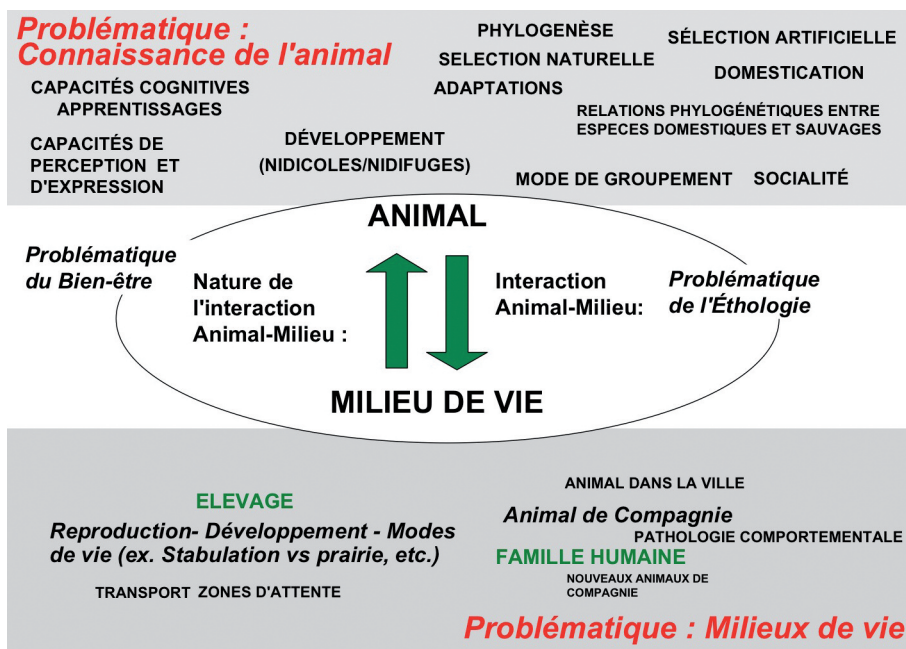 Problématique :
Connaissance de l'animal
CAPACITÉS COGNITIVES
APPRENTISSAGES
CAPACITÉS DE
PERCEPTION ET
D'EXPRESSION
DÉVELOPPEMENT
(NIDICOLES/NIDIFUGES)
PHYLOGENÈSE
SELECTION NATURELLE
ADAPTATIONS
SÉLECTION ARTIFICIELLE
DOMESTICATION
RELATIONS PHYLOGÉNÉTIQUES ENTRE
ESPECES DOMESTIQUES ET SAUVAGES
MODE DE GROUPEMENT
SOCIALITÉ
ANIMAL
Problématique
du Bien-être
Nature de
l'interaction
Animal-Milieu :
Interaction
Animal-Milieu:
Problématique
de l'Éthologie
MILIEU DE VIE
ELEVAGE
Reproduction- Développement - Modes
de vie (ex. Stabulation vs prairie, etc.)
TRANSPORT ZONES D'ATTENTE
ANIMAL DANS LA VILLE
Animal de Compagnie
PATHOLOGIE COMPORTEMENTALE
FAMILLE HUMAINE
NOUVEAUX ANIMAUX DE
COMPAGNIE
Problématique : Milieux de vie